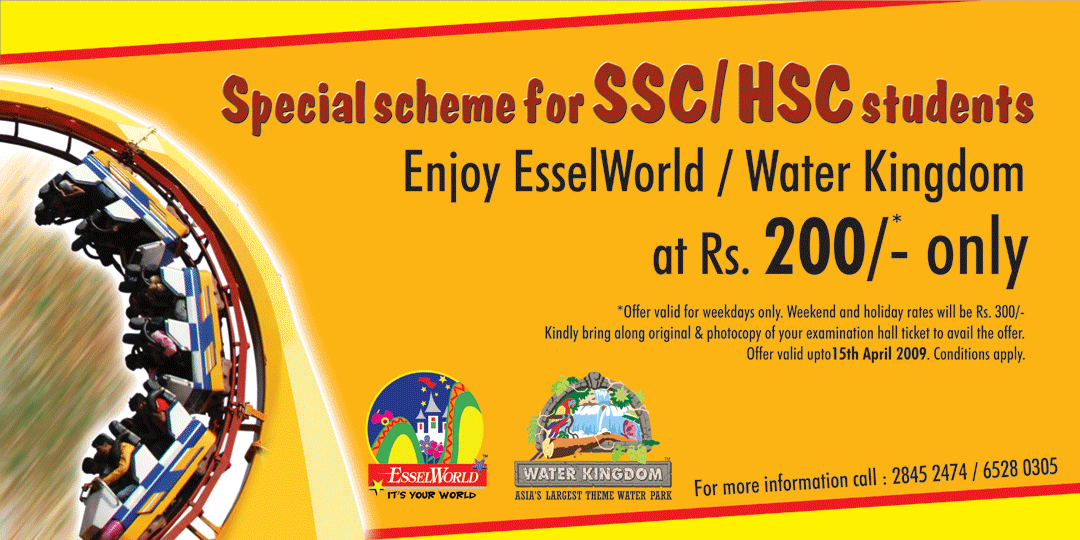 Special scheme for SSC/HSC students
Enjoy EsselWorld / Water Kingdom
at Rs. 200/-* only
*Offer valid for weekdays only. Weekend and holiday rates will be Rs. 300/-
Kindly bring along original & photocopy of your examination hall ticket to avail the offer.
Offer valid upto15th April 2009. Conditions apply.
ESSELWORLD™
IT'S YOUR WORLD
WATER KINGDOM™
ASIA'S LARGEST THEME WATER PARK
For more information call : 2845 2474 / 6528 0305